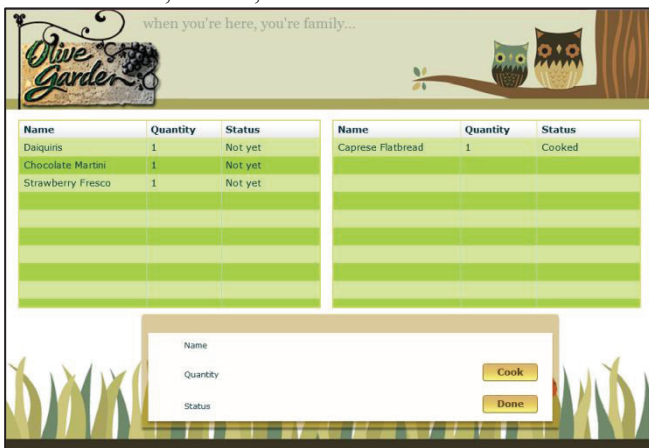 when you're here, you're family...
Olive
Garden
Name Quantity Status
Daiquiris 1 Not yet
Chocolate Martini 1 Not yet
Strawberry Fresco 1 Not yet
Name Quantity Status
Caprese Flatbread 1 Cooked
Name
Quantity
Cook
Status
Done